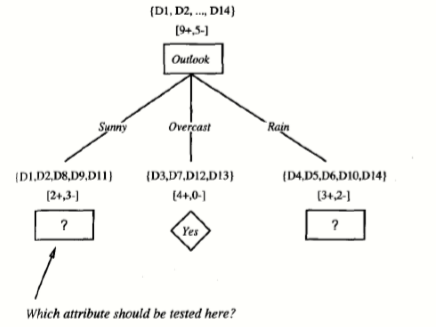 {D1, D2, ..., D14}
[9+,5-]
Outlook
Sunny
Overcast
Rain
{D1,D2,D8,D9,D11}
{D3,D7,D12,D13}
{D4,D5,D6,D10,D14}
[2+,3-]
[4+,0-]
[3+,2-]
?
Yes
?
Which attribute should be tested here?